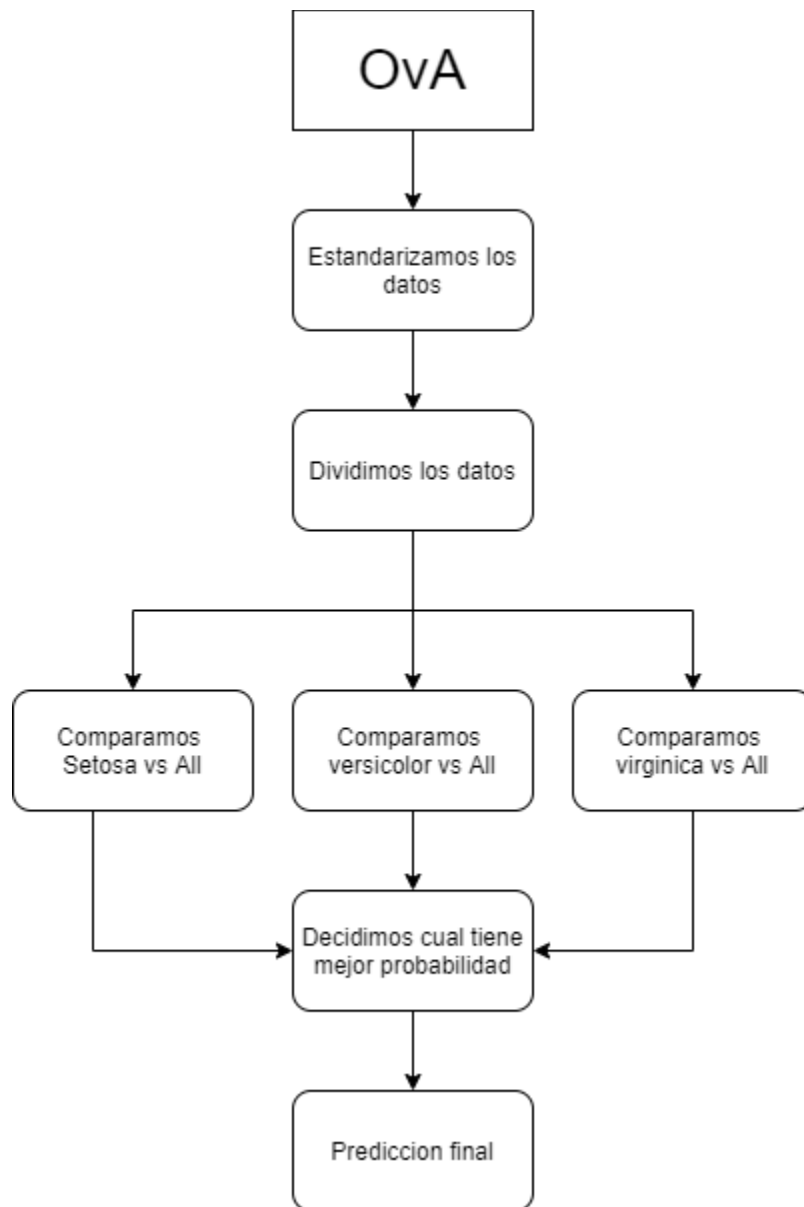 OvA
Estandarizamos los
datos
Dividimos los datos
Comparamos
Setosa vs All
Comparamos
versicolor vs All
Comparamos
virginica vs All
Decidimos cual tiene
mejor probabilidad
Prediccion final